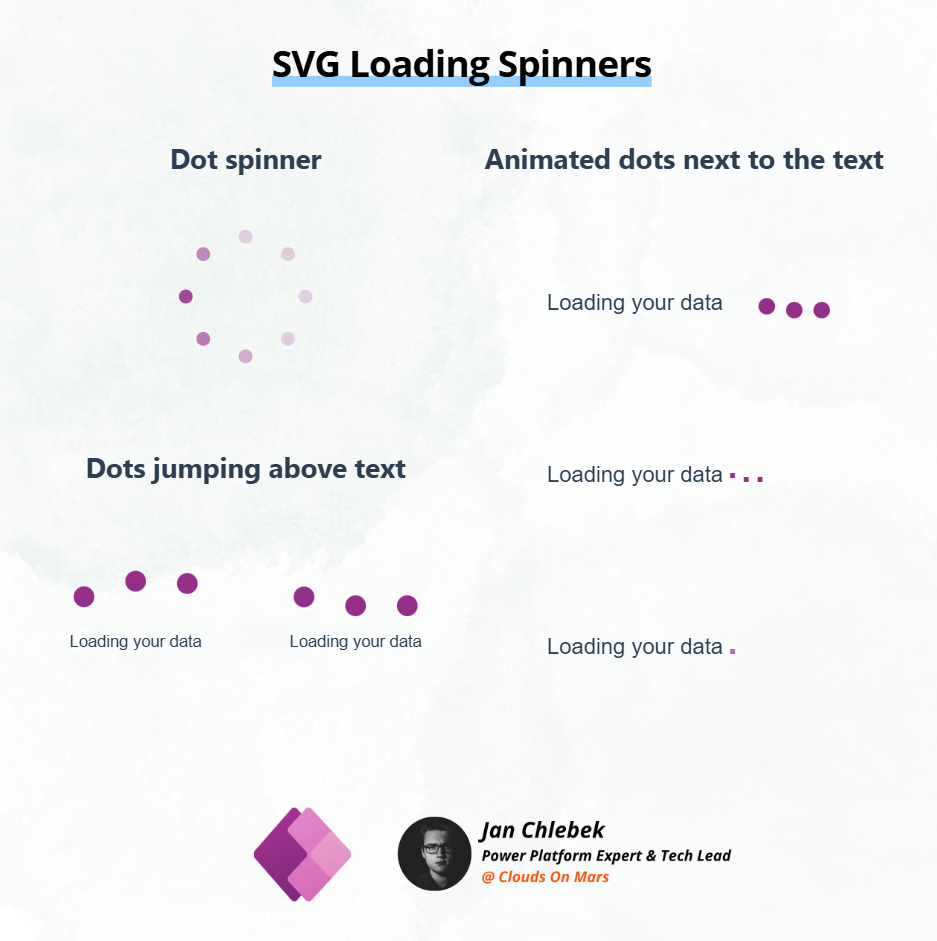 SVG Loading Spinners
Dot spinner
Animated dots next to the text
Loading your data
Dots jumping above text
Loading your data . . .
Loading your data
Loading your data
Loading your data .
Jan Chlebek
Power Platform Expert & Tech Lead
@ Clouds On Mars